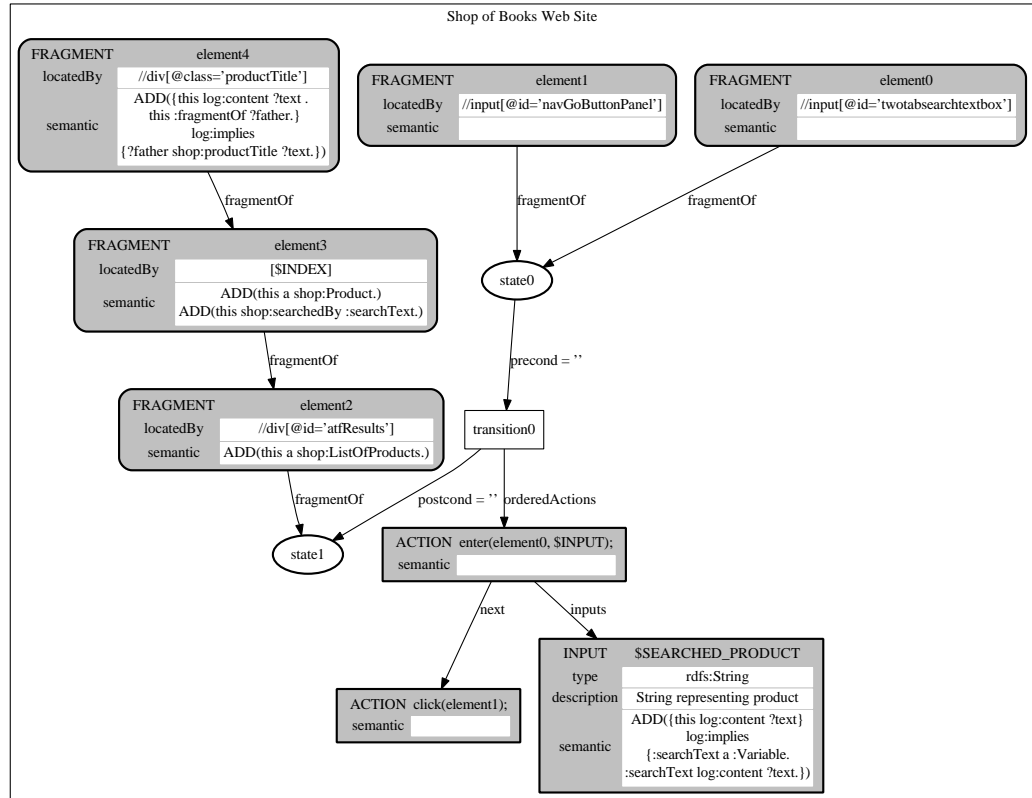 Shop of Books Web Site
FRAGMENT element4
locatedBy //div[@class=’productTitle’]
semantic ADD({this log:content ?text .
this :fragmentOf ?father.}
log:implies
{?father shop:productTitle ?text.})
FRAGMENT element1
locatedBy //input[@id=’navGoButtonPanel’]
semantic
FRAGMENT element0
locatedBy //input[@id=’twotabsearchtextbox’]
semantic
fragmentOf
fragmentOf
fragmentOf
FRAGMENT element3
locatedBy [$INDEX]
semantic ADD(this a shop:Product.)
ADD(this shop:searchedBy :searchText.)
state0
fragmentOf
precond = ’’
FRAGMENT element2
locatedBy //div[@id=’atfResults’]
semantic ADD(this a shop:ListOfProducts.)
transition0
fragmentOf
postcond = ’’
orderedActions
state1
ACTION enter(element0, $INPUT);
semantic
next
inputs
ACTION click(element1);
semantic
INPUT $SEARCHED_PRODUCT
type rdfs:String
description String representing product
semantic ADD({this log:content ?text}
log:implies
{:searchText a :Variable.
:searchText log:content ?text.})